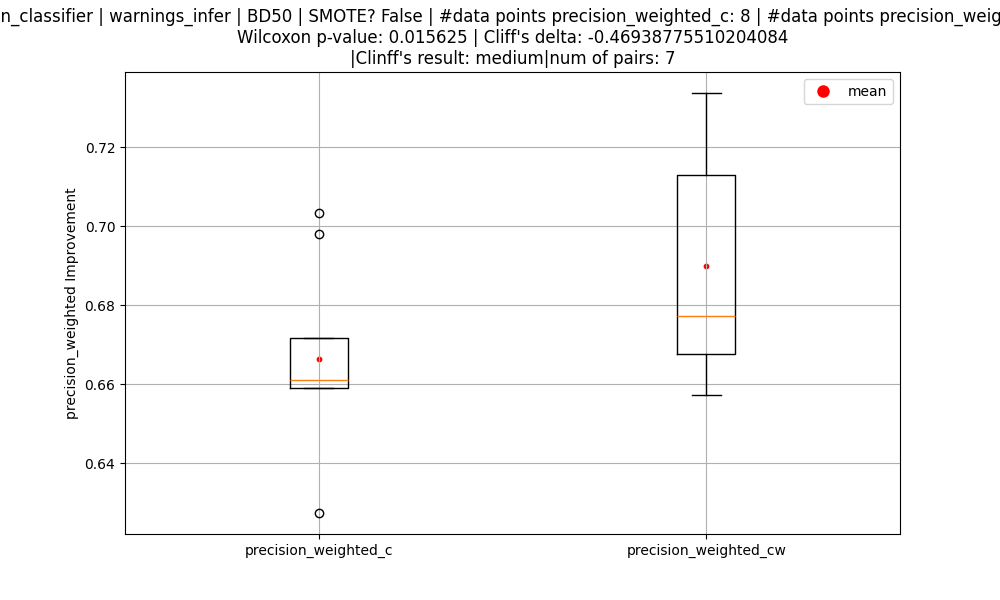 n_classifier | warnings_infer | BD50 | SMOTE? False | #data points precision_weighted_c: 8 | #data points
Wilcoxon p-value: 0.015625 | Cliff's delta: -0.46938775510204084
|Clinff's result: medium|num of pairs: 7
mean
precision_weighted Improvement
0.72
0.70
0.68
0.66
0.64
precision_weighted_c
precision_weighted_cw